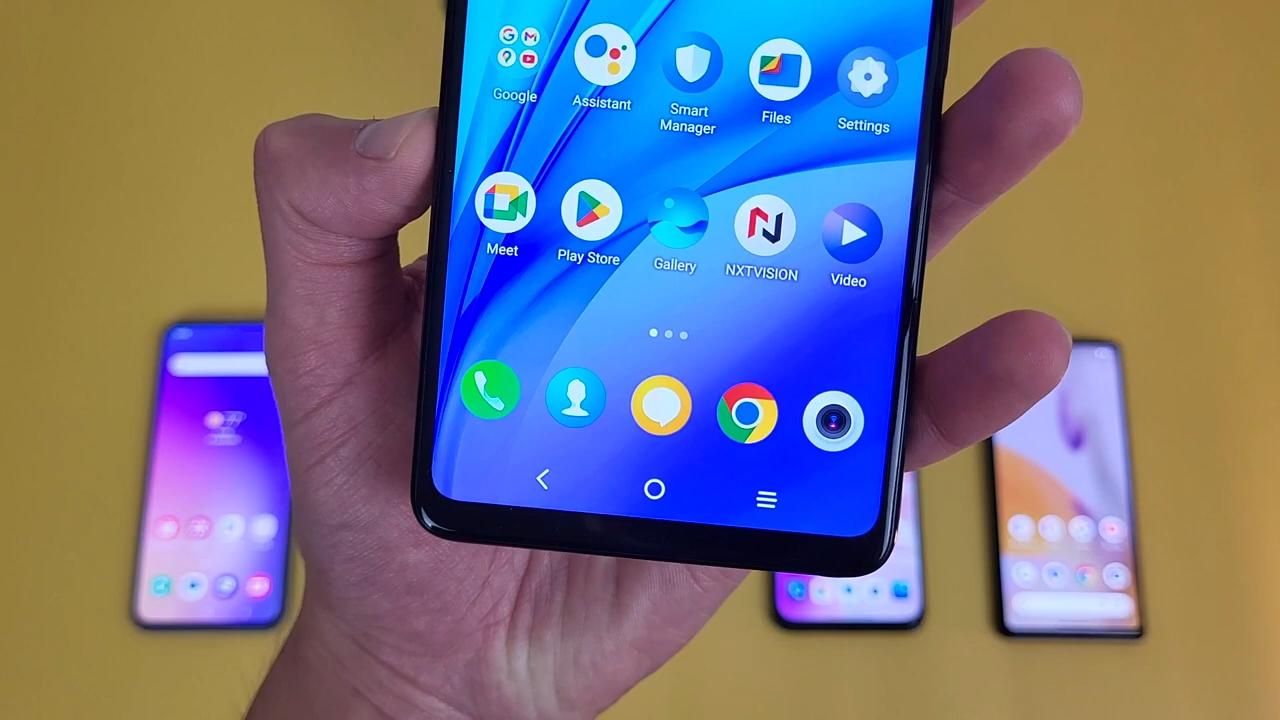 Google
Assistant
Smart
Manager
Files
Settings
Meet
Play Store
Gallery
NXTVISION
Video